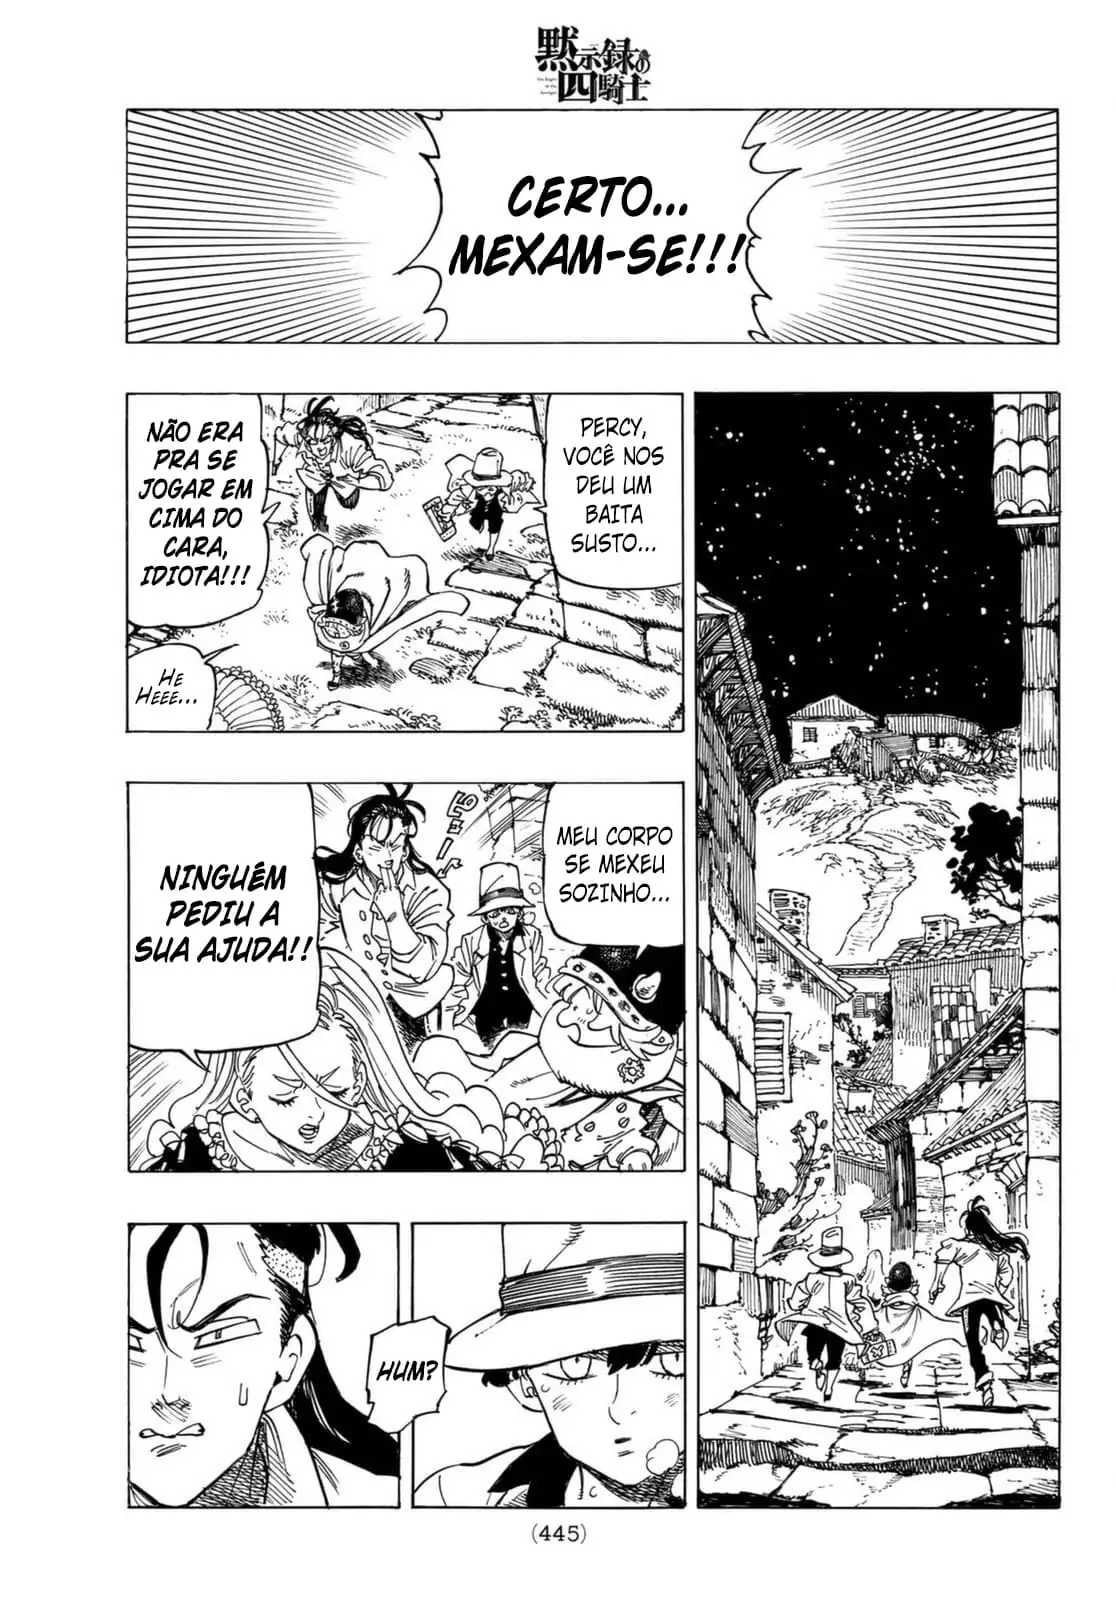 黙示録の
四騎士
CERTO...
MEXAM-SE!!!
PERCY,
VOCÊ NOS
DEU UM
BAITA
SUSTO...
NÃO ERA
PRA SE
JOGAR EM
CIMA DO
CARA,
IDIOTA!!!
HE
HEEE...
MEU CORPO
SE MEXEU
SOZINHO...
NINGUÉM
PEDIU A
SUA AJUDA!!
HUM?
(445)